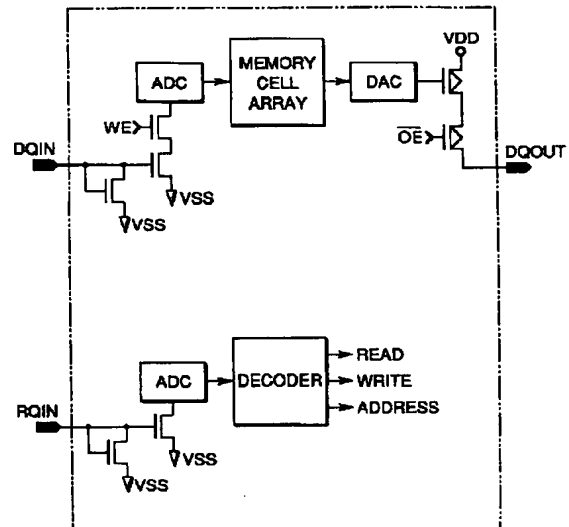 VDD
MEMORY
CELL
ARRAY
ADC
DAC
WE
OE
DQIN
DQOUT
VSS
VSS
READ
ADC
DECODER
WRITE
ADDRESS
RQIN
VSS
VSS